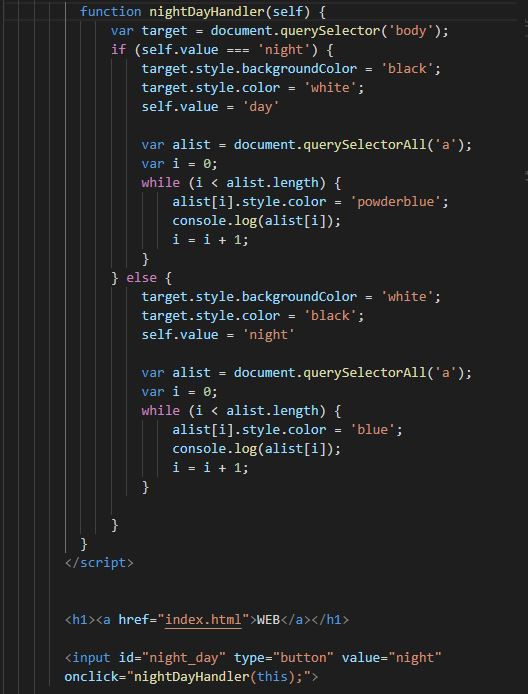 function nightDayHandler(self) {
var target = document.querySelector('body');
if (self.value === 'night') {
target.style.backgroundColor = 'black';
target.style.color = 'white';
self.value = 'day'
var alist = document.querySelectorAll('a');
var i = 0;
while (i < alist.length) {
alist[i].style.color = 'powderblue';
console.log(alist[i]);
i = i + 1;
}
} else {
target.style.backgroundColor = 'white';
target.style.color = 'black';
self.value = 'night'
var alist = document.querySelectorAll('a');
var i = 0;
while (i < alist.length) {
alist[i].style.color = 'blue';
console.log(alist[i]);
i = i + 1;
}
}
}
</script>
<h1><a href="index.html">WEB</a></h1>
<input id="night_day" type="button" value="night"
onclick="nightDayHandler(this);">